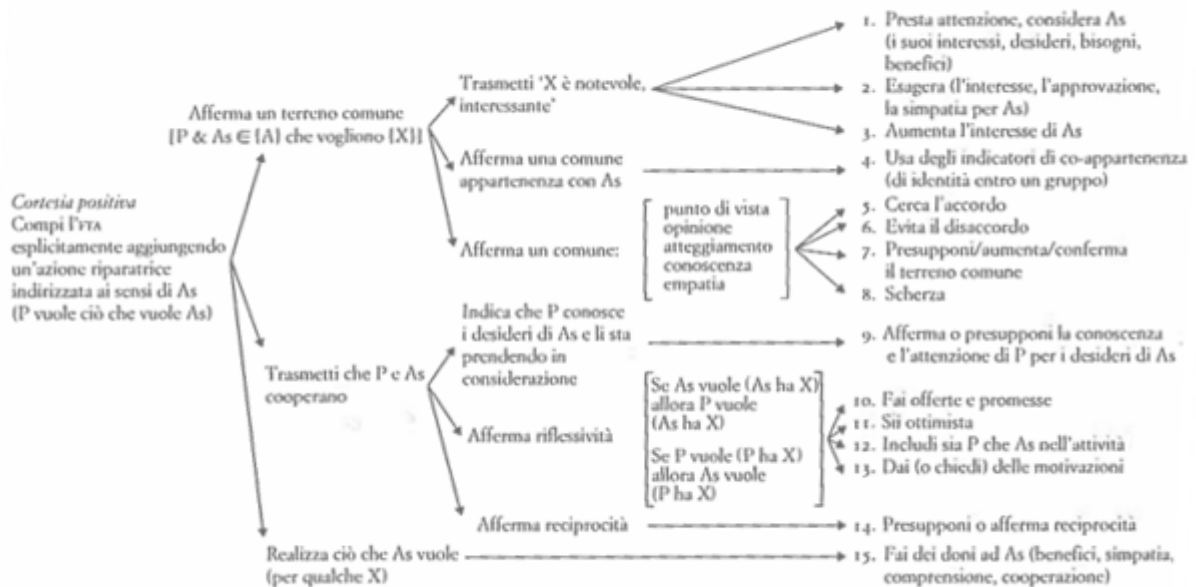 Cortesia positiva
Compi l'FTA
esplicitamente aggiungendo
un'azione riparatrice
indirizzata ai sensi di As
(P vuole ciò che vuole As)
Afferma un terreno comune
[P & As ∈ {A} che vogliono {X}]
Trasmetti 'X è notevole,
interessante'
1. Presta attenzione, considera As
(i suoi interessi, desideri, bisogni,
benefici)
2. Esagera (l'interesse, l'approvazione,
la simpatia per As)
3. Aumenta l'interesse di As
Afferma una comune
appartenenza con As
4. Usa degli indicatori di co-appartenenza
(di identità entro un gruppo)
Afferma un comune:
punto di vista
opinione
atteggiamento
conoscenza
empatia
5. Cerca l'accordo
6. Evita il disaccordo
7. Presupponi/aumenta/conferma
il terreno comune
8. Scherza
Trasmetti che P e As
cooperano
Indica che P conosce
i desideri di As e li sta
prendendo in
considerazione
9. Afferma o presupponi la conoscenza
e l'attenzione di P per i desideri di As
Afferma riflessività
Se As vuole (As ha X)
allora P vuole
(As ha X)
Se P vuole (P ha X)
allora As vuole
(P ha X)
10. Fai offerte e promesse
11. Sii ottimista
12. Includi sia P che As nell'attività
13. Dai (o chiedi) delle motivazioni
Afferma reciprocità
14. Presupponi o afferma reciprocità
Realizza ciò che As vuole
(per qualche X)
15. Fai dei doni ad As (benefici, simpatia,
comprensione, cooperazione)